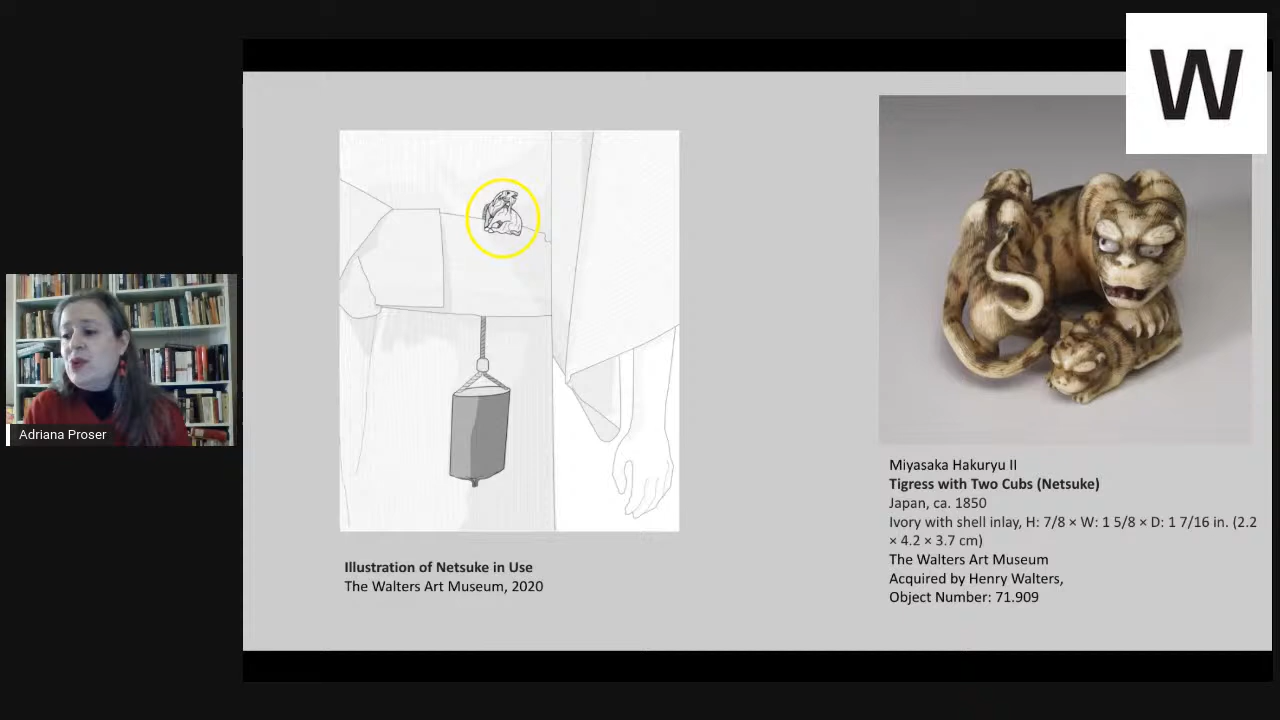 W
Adriana Proser
Illustration of Netsuke in Use
The Walters Art Museum, 2020
Miyasaka Hakuryu II
Tigress with Two Cubs (Netsuke)
Japan, ca. 1850
Ivory with shell inlay, H: 7/8 × W: 1 5/8 × D: 1 7/16 in. (2.2
× 4.2 × 3.7 cm)
The Walters Art Museum
Acquired by Henry Walters,
Object Number: 71.909